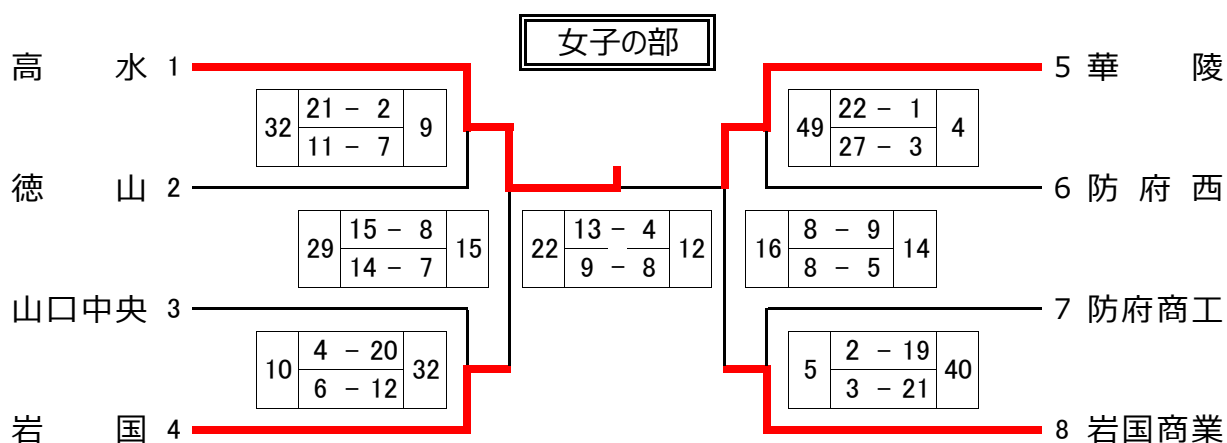 女子の部
高水 1
5 華陵
32 21 - 2 9
11 - 7
49 22 - 1 4
27 - 3
徳山 2
6 防府西
29 15 - 8 15
14 - 7
22 13 - 4 12
9 - 8
16 8 - 9 14
8 - 5
山口中央 3
7 防府商工
10 4 - 20 32
6 - 12
5 2 - 19 40
3 - 21
岩国 4
8 岩国商業